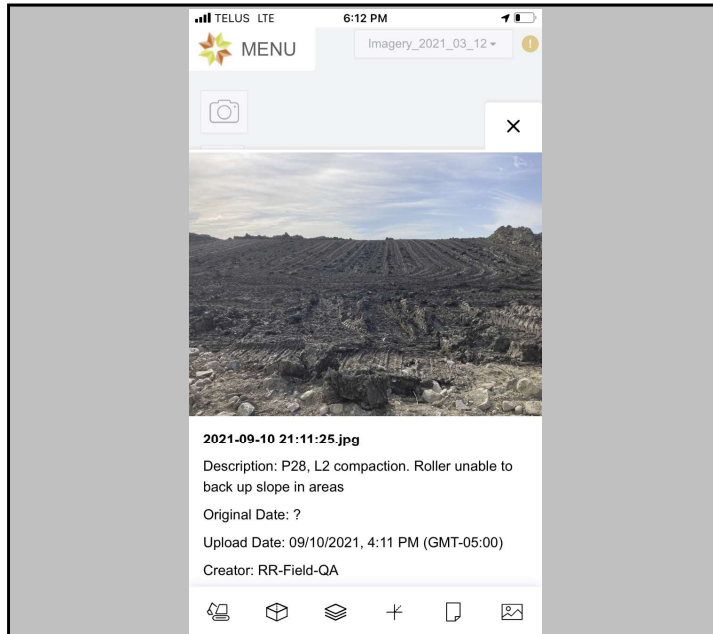 TELUS LTE 6:12 PM
MENU Imagery_2021_03_12
2021-09-10 21:11:25.jpg
Description: P28, L2 compaction. Roller unable to
back up slope in areas
Original Date: ?
Upload Date: 09/10/2021, 4:11 PM (GMT-05:00)
Creator: RR-Field-QA